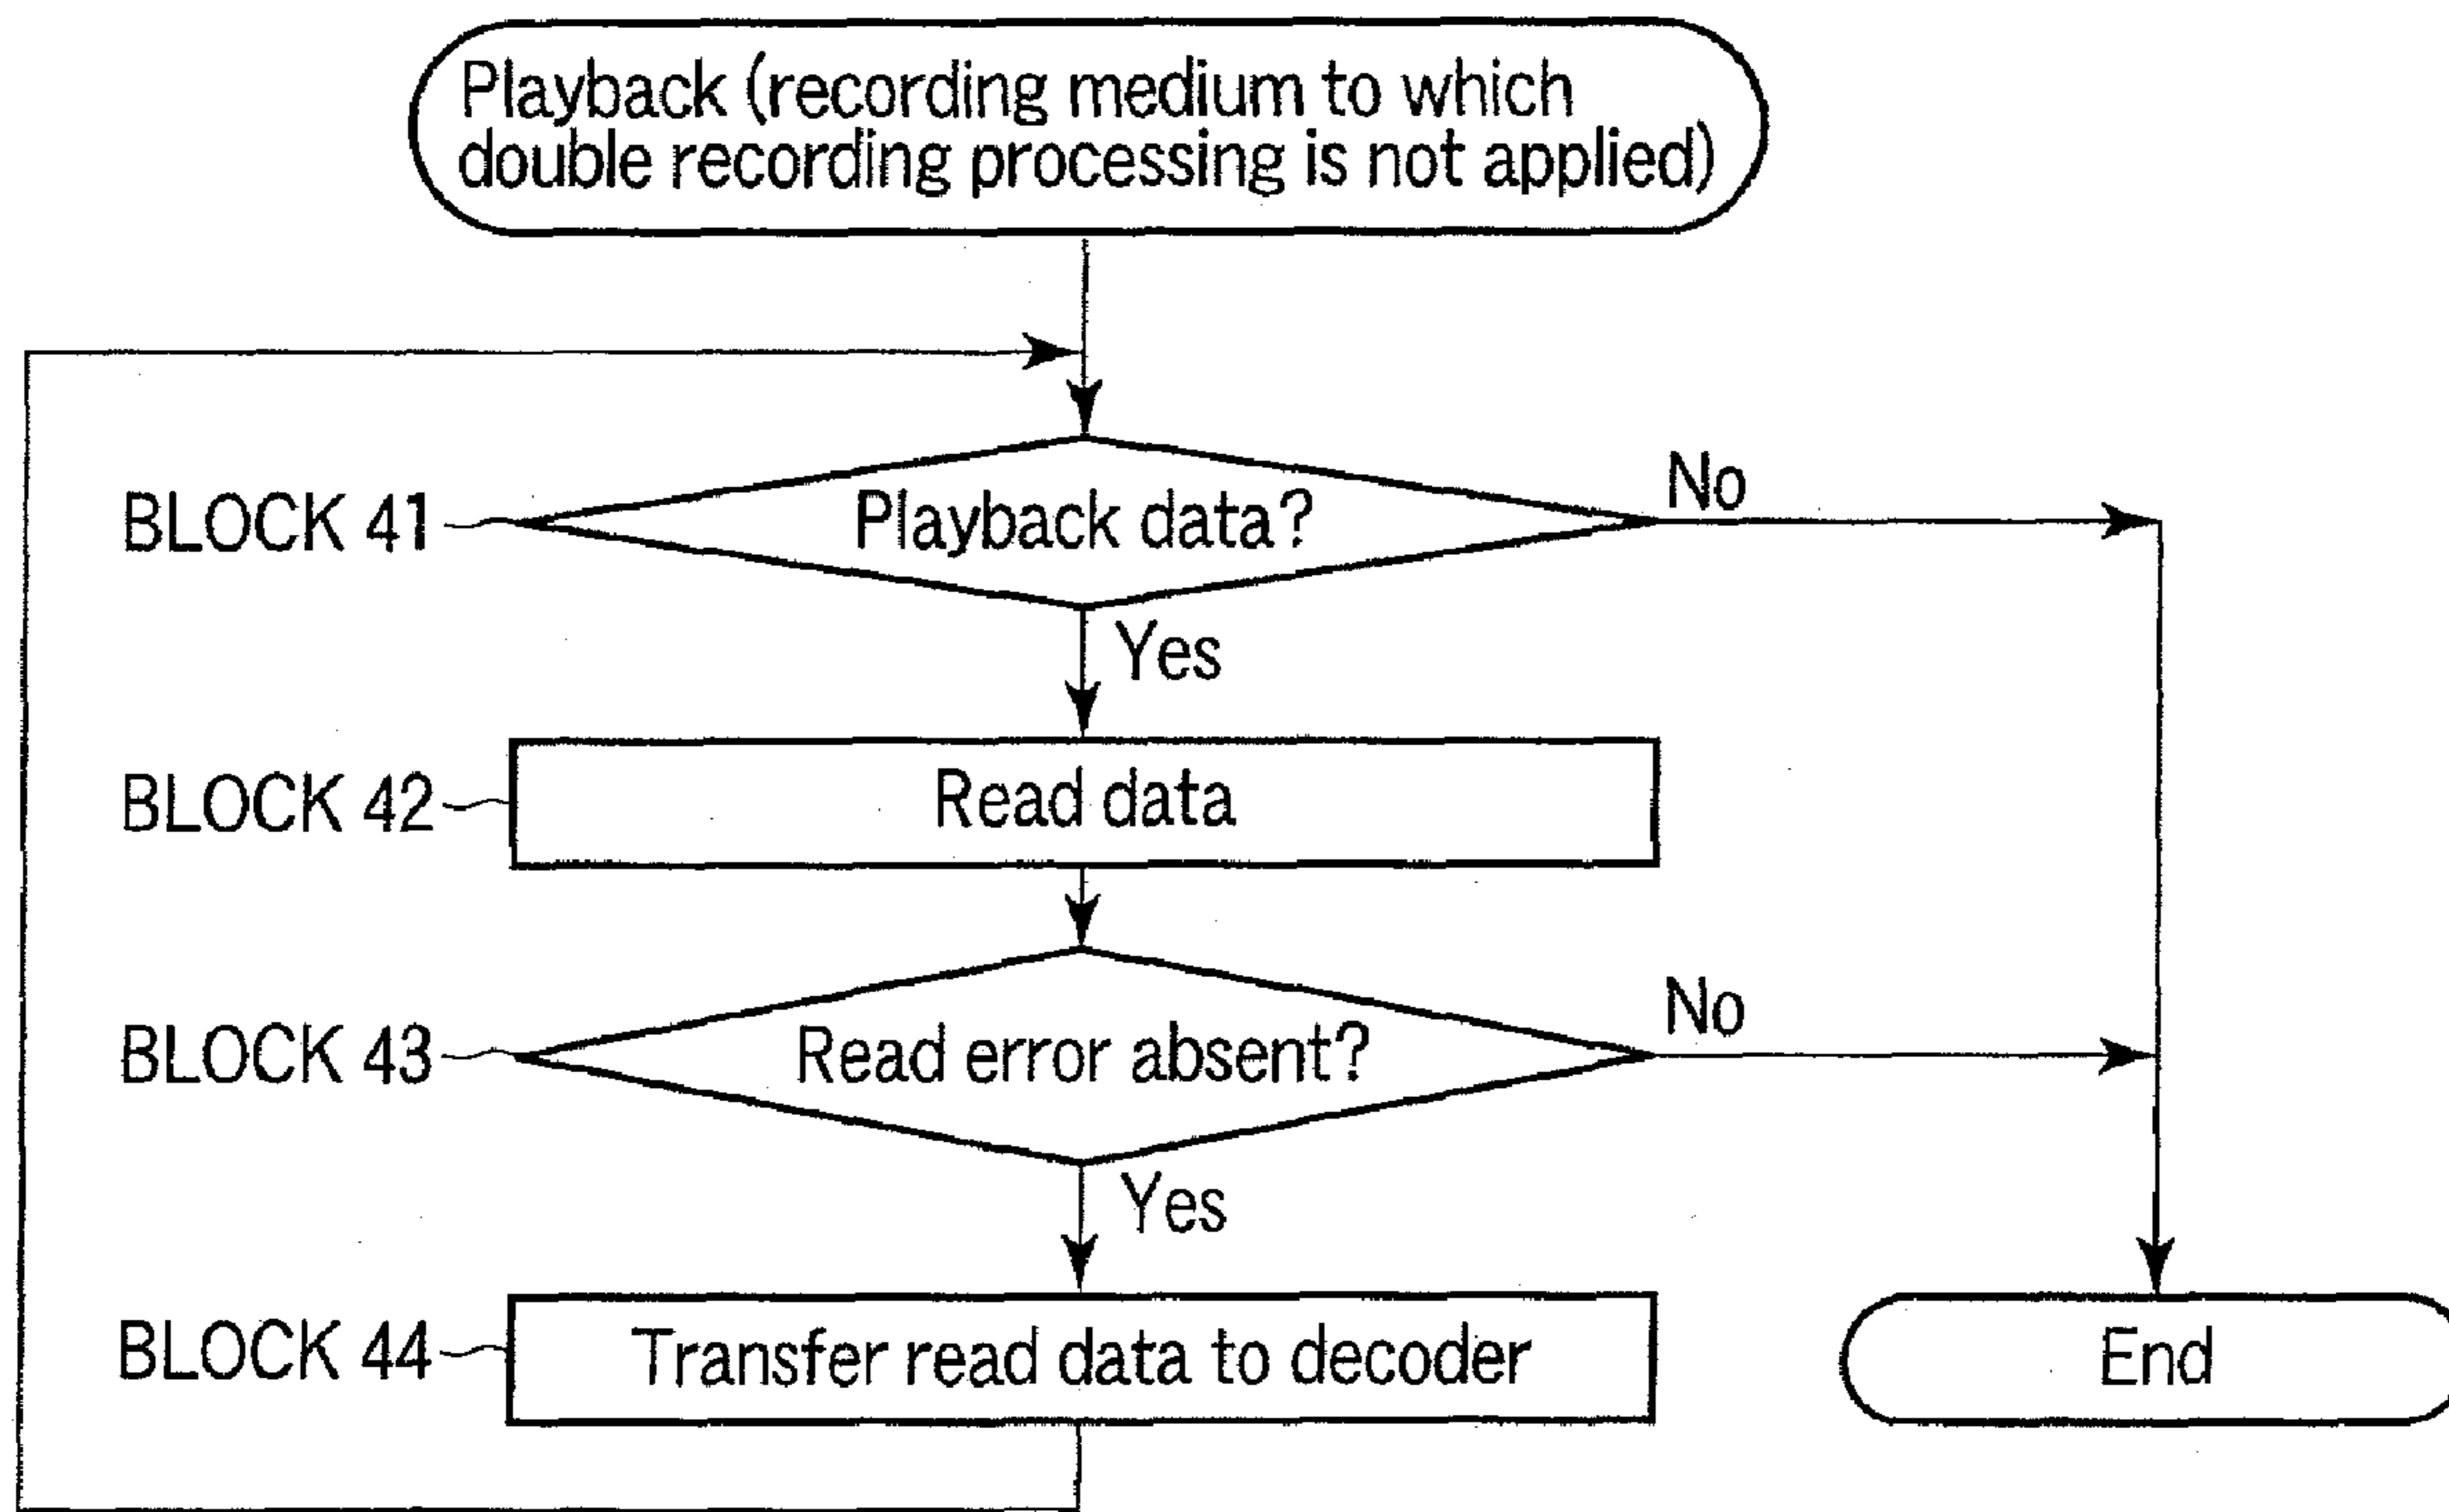 Playback (recording medium to which
double recording processing is not applied)
BLOCK 41
Playback data?
No
Yes
BLOCK 42
Read data
BLOCK 43
Read error absent?
No
Yes
BLOCK 44
Transfer read data to decoder
End